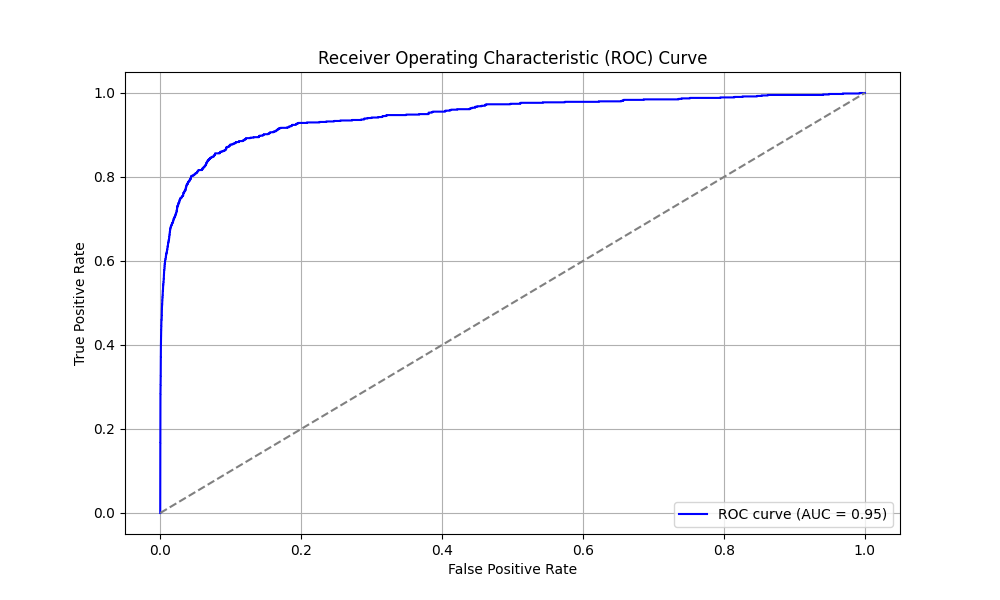 Receiver Operating Characteristic (ROC) Curve
1.0
0.8
0.6
0.4
0.2
0.0
True Positive Rate
ROC curve (AUC = 0.95)
0.0 0.2 0.4 0.6 0.8 1.0
False Positive Rate